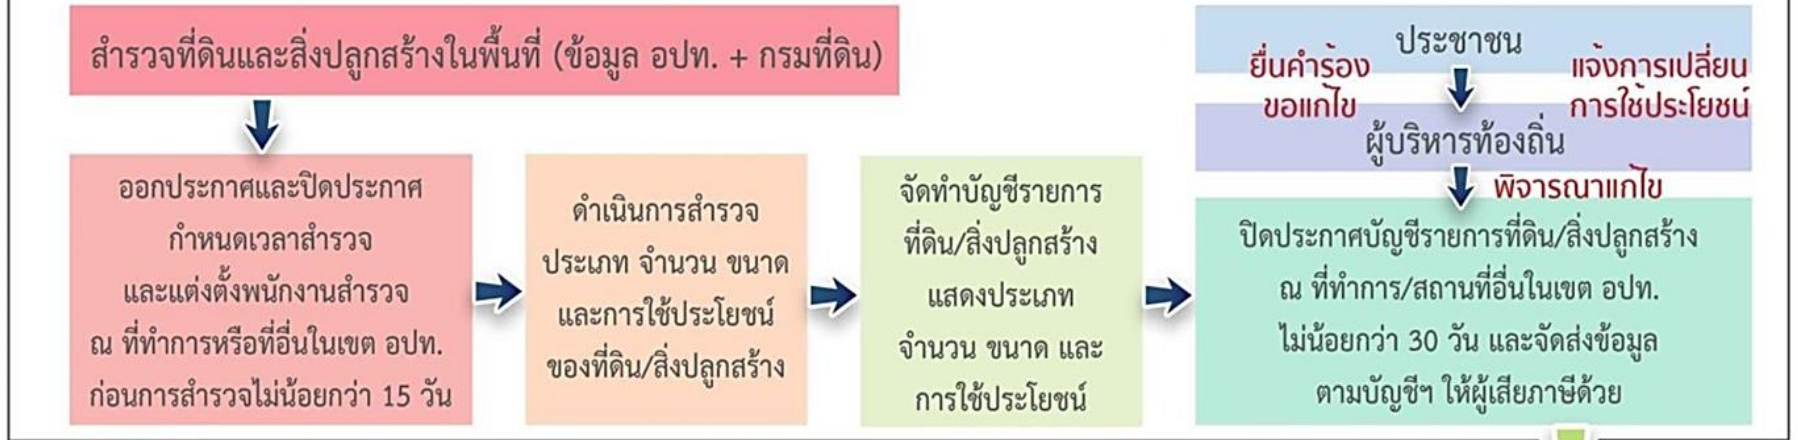 สำรวจที่ดินและสิ่งปลูกสร้างในพื้นที่ (ข้อมูล อปท. + กรมที่ดิน)
ออกประกาศและปิดประกาศ
กำหนดเวลาสำรวจ
และแต่งตั้งพนักงานสำรวจ
ณ ที่ทำการหรือที่อื่นในเขต อปท.
ก่อนการสำรวจไม่น้อยกว่า 15 วัน
ดำเนินการสำรวจ
ประเภท จำนวน ขนาด
และการใช้ประโยชน์
ของที่ดิน/สิ่งปลูกสร้าง
จัดทำบัญชีรายการ
ที่ดิน/สิ่งปลูกสร้าง
แสดงประเภท
จำนวน ขนาด และ
การใช้ประโยชน์
ประชาชน
ยื่นคำร้อง
ขอแก้ไข
แจ้งการเปลี่ยน
การใช้ประโยชน์
ผู้บริหารท้องถิ่น
พิจารณาแก้ไข
ปิดประกาศบัญชีรายการที่ดิน/สิ่งปลูกสร้าง
ณ ที่ทำการ/สถานที่อื่นในเขต อปท.
ไม่น้อยกว่า 30 วัน และจัดส่งข้อมูล
ตามบัญชีฯ ให้ผู้เสียภาษีด้วย